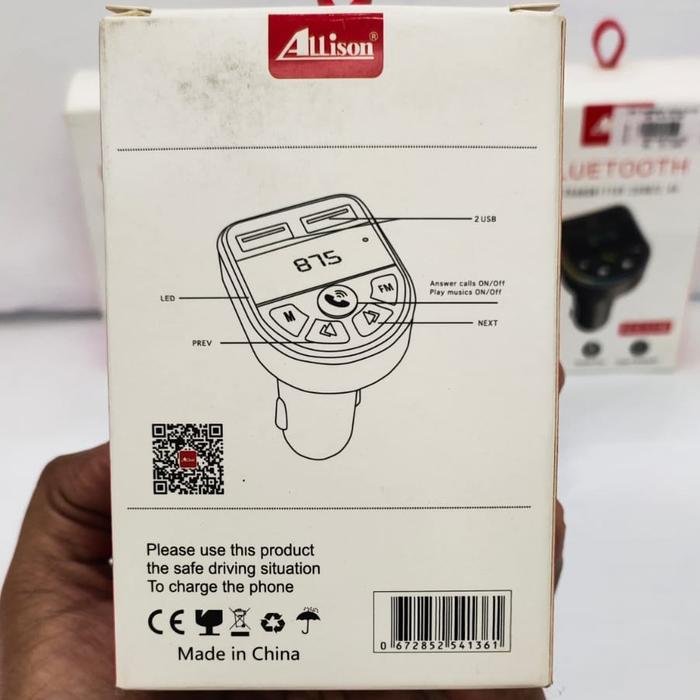 ALLison®
2 USB
875
LED
Answer calls ON/Off
Play musics ON/Off
M
FM
NEXT
PREV
Please use this product
the safe driving situation
To charge the phone
CE
Made in China
0 672852 541361
LUETOOTH